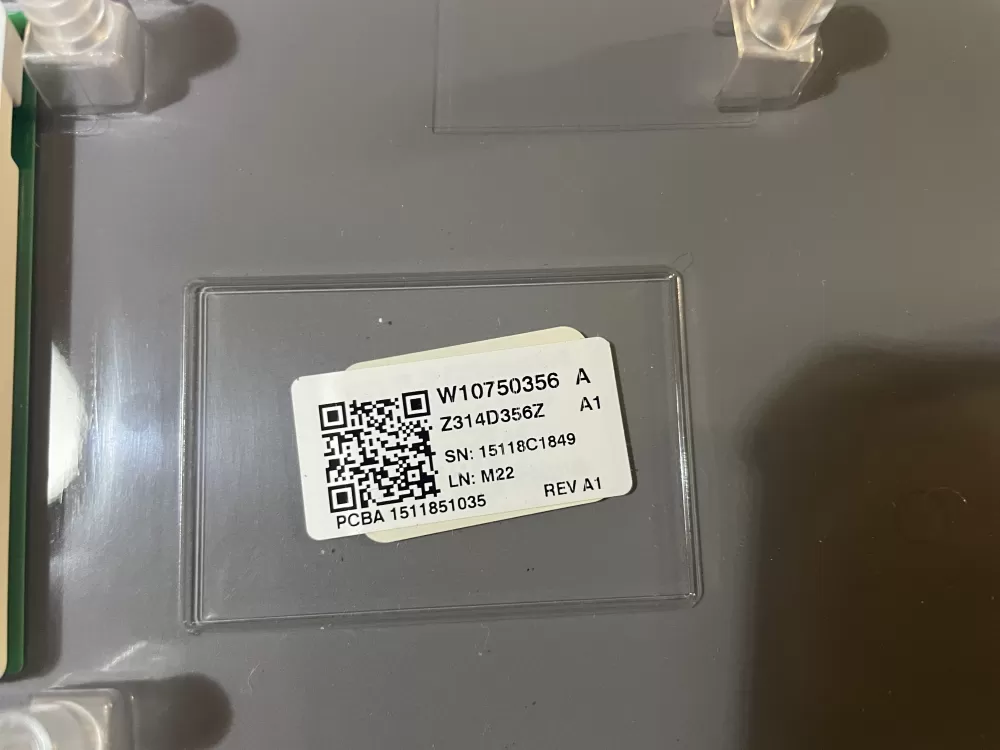 W10750356 A
Z314D356Z A1
SN: 15118C1849
LN: M22
PCBA 1511851035 REV A1